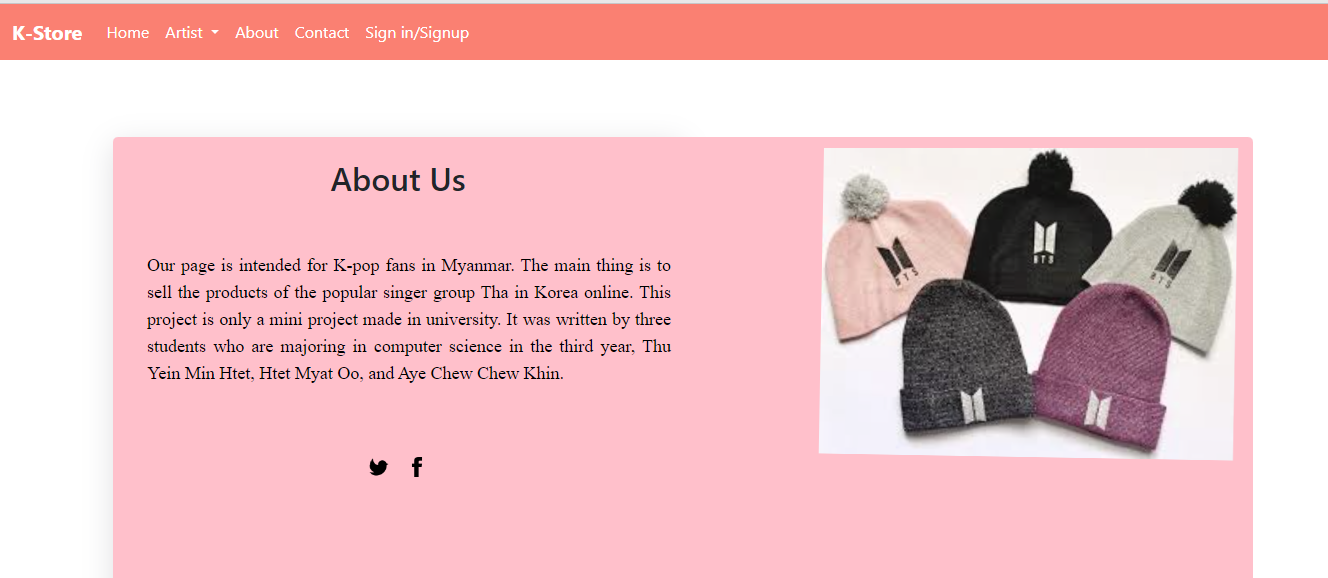 K-Store Home Artist About Contact Sign in/Signup
About Us
Our page is intended for K-pop fans in Myanmar. The main thing is to
sell the products of the popular singer group Tha in Korea online. This
project is only a mini project made in university. It was written by three
students who are majoring in computer science in the third year, Thu
Yein Min Htet, Htet Myat Oo, and Aye Chew Chew Khin.
BTS
BTS
BTS